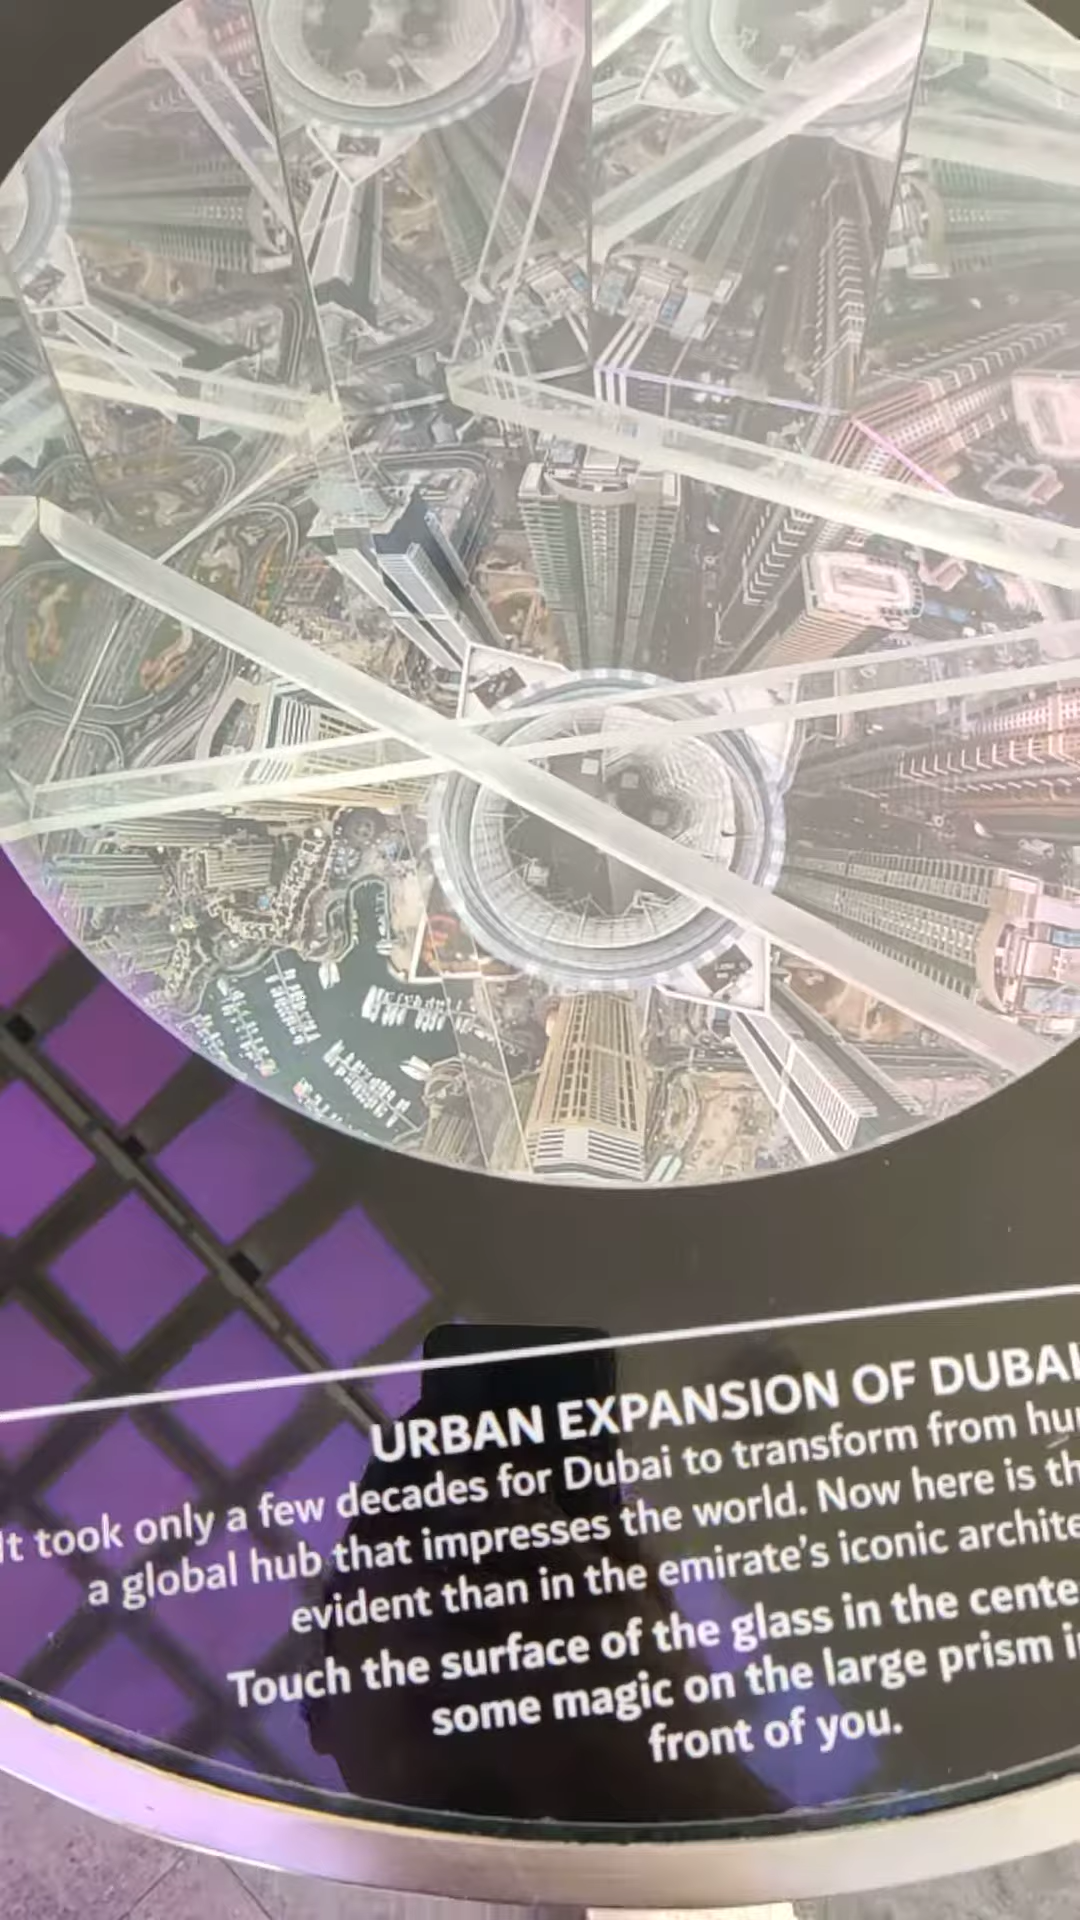 URBAN EXPANSION OF DUBAI
It took only a few decades for Dubai to transform from
a global hub that impresses the world. Now here is
evident than in the emirate's iconic
Touch the surface of the glass in the
some magic on the large prism
front of you.